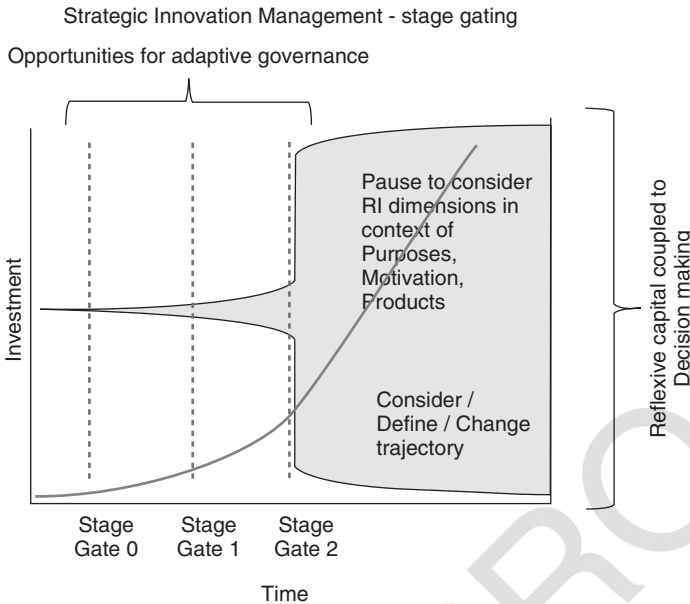 Strategic Innovation Management - stage gating
Opportunities for adaptive governance
Investment
Pause to consider
RI dimensions in
context of
Purposes,
Motivation,
Products
Consider /
Define / Change
trajectory
Reflexive capital coupled to
Decision making
Stage
Gate 0
Stage
Gate 1
Stage
Gate 2
Time